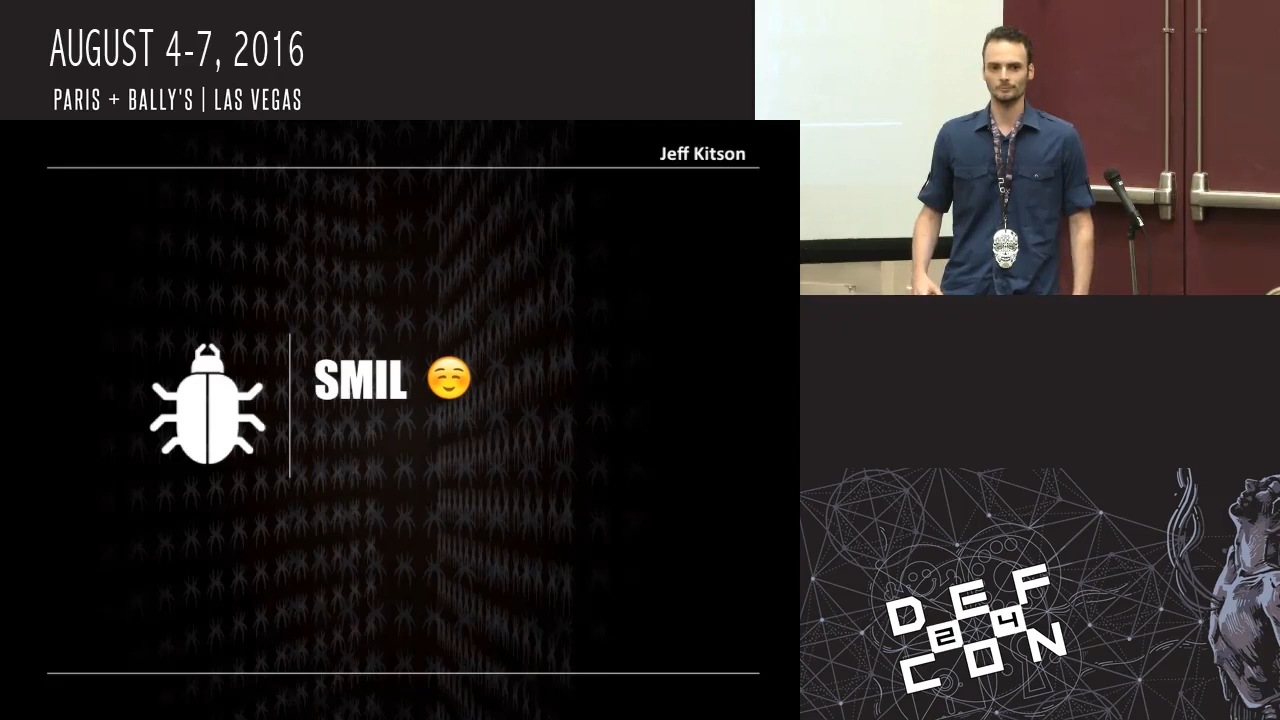 AUGUST 4-7, 2016
PARIS + BALLY'S | LAS VEGAS
Jeff Kitson
SMIL ☺️
DEF
24
CON